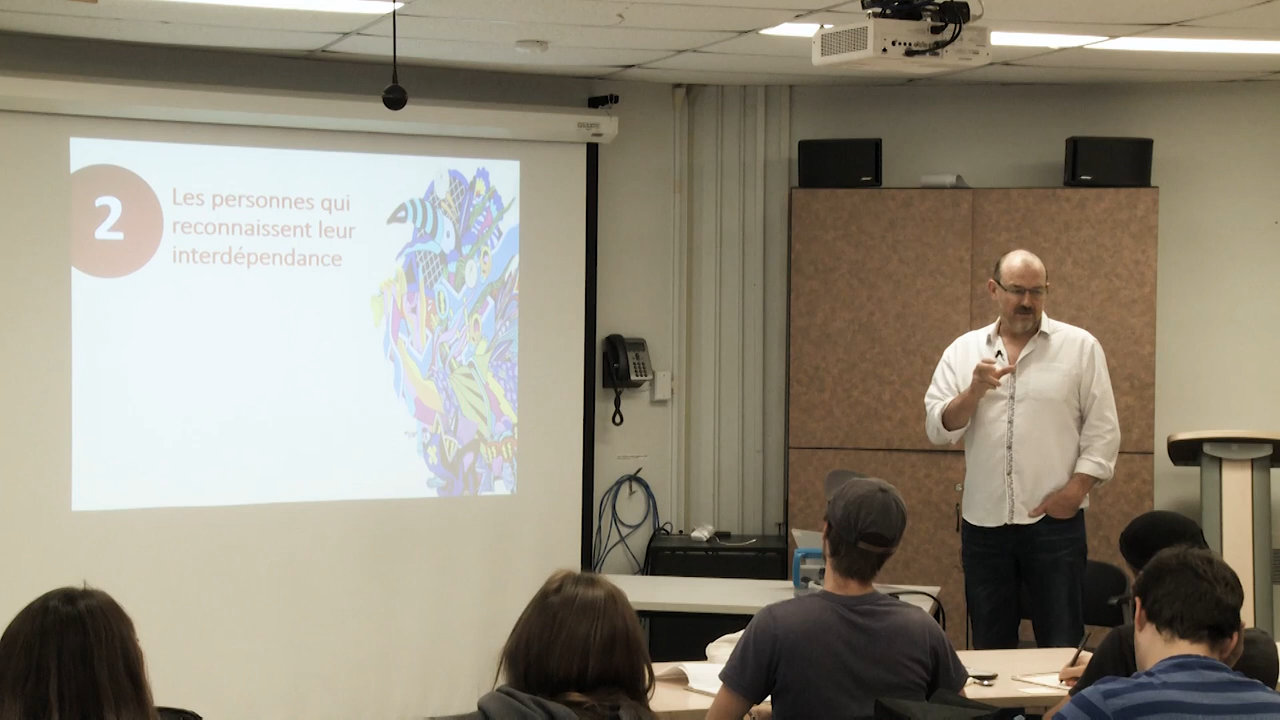 2
Les personnes qui
reconnaissent leur
interdépendance